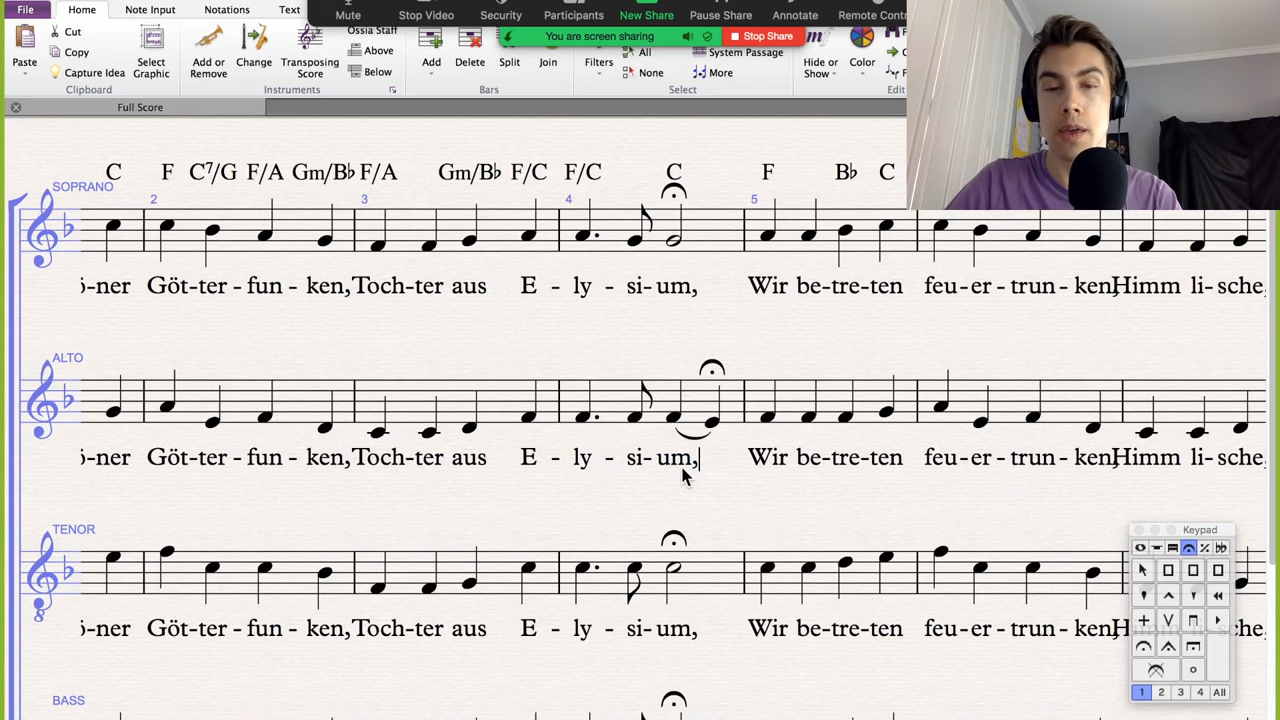 File Home Note Input Notations Text
Mute Stop Video Security Participants New Share Pause Share Annotate Remote Contr
You are screen sharing Stop Share
Paste Cut Copy Capture Idea Select Graphic
Add or Remove Change Transposing Score
Ossia Staff Above Below
Add Delete Split Join
Filters All None System Passage More
Hide or Show Color
Clipboard Instruments Bars Select Edit
Full Score
C F C7/G F/A Gm/B♭ F/A Gm/B♭ F/C F/C C F B♭ C
SOPRANO
2 3 4 5
ö-ner Göt-ter-fun-ken, Toch-ter aus E-ly-si-um, Wir be-tre-ten feu-er-trunk-ken, Himm li-sche,
ALTO
ö-ner Göt-ter-fun-ken, Toch-ter aus E-ly-si-um, Wir be-tre-ten feu-er-trun-ken, Himm li-sche,
TENOR
8
ö-ner Göt-ter-fun-ken, Toch-ter aus E-ly-si-um, Wir be-tre-ten feu-er-trun-ken,
BASS
Keypad
1 2 3 4 All